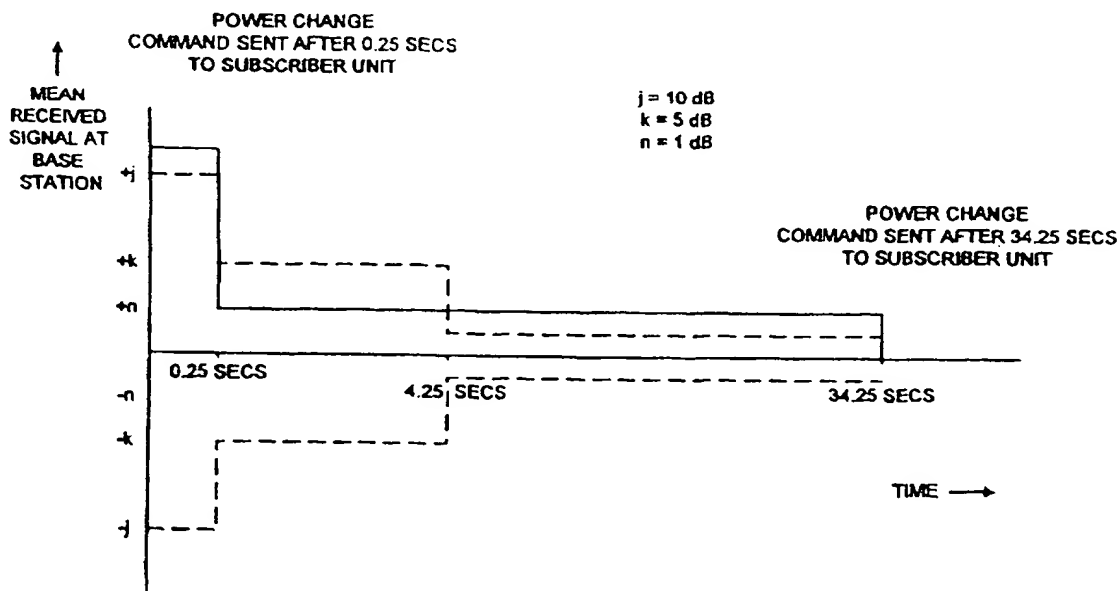 POWER CHANGE
COMMAND SENT AFTER 0.25 SECS
TO SUBSCRIBER UNIT
MEAN
RECEIVED
SIGNAL AT
BASE
STATION
j = 10 dB
k = 5 dB
n = 1 dB
+j
POWER CHANGE
COMMAND SENT AFTER 34.25 SECS
TO SUBSCRIBER UNIT
+k
+n
0.25 SECS
4.25 SECS
34.25 SECS
-n
-k
TIME
-j